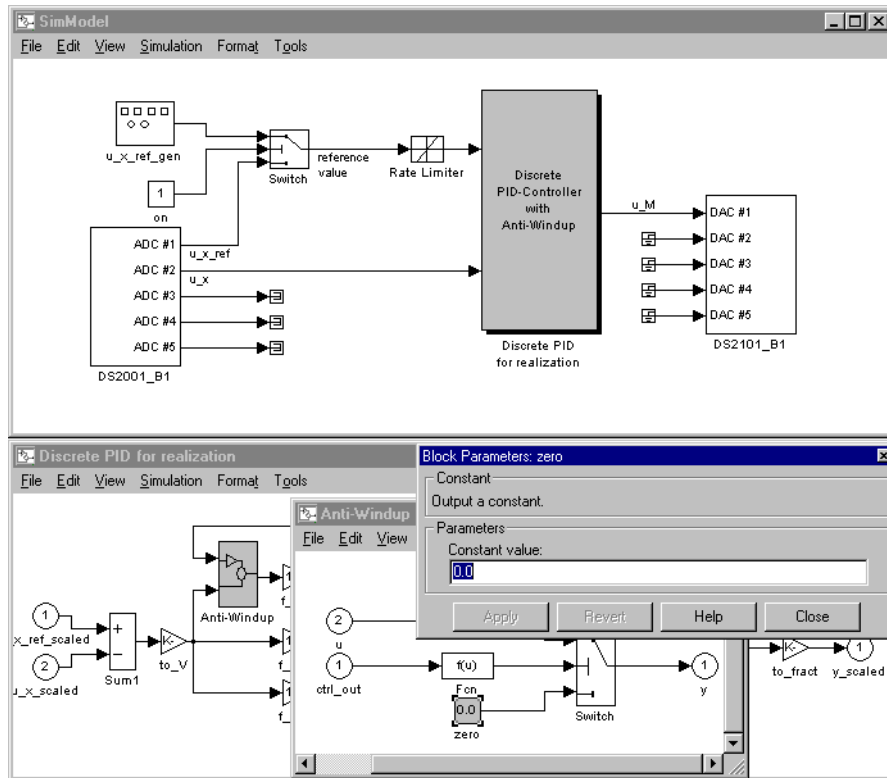 SimModel
File Edit View Simulation Format Tools
u_x_ref_gen
1
on
Switch
reference
value
Rate Limiter
Discrete
PID-Controller
with
Anti-Windup
Discrete PID
for realization
u_M
DAC #1
DAC #2
DAC #3
DAC #4
DAC #5
DS2101_B1
ADC #1
ADC #2
ADC #3
ADC #4
ADC #5
u_x_ref
u_x
DS2001_B1
Discrete PID for realization
File Edit View Simulation Format Tools
1
x_ref_scaled
2
u_x_scaled
+
−
Sum1
K-
to_V
Anti-Windup
1
f_
f_
f_
Anti-Windup
File Edit View
2
u
1
ctrl_out
f(u)
Fcn
0.0
zero
Switch
1
y
K-
to_fract
1
y_scaled
Block Parameters: zero
Constant
Output a constant.
Parameters
Constant value:
0.0
Apply Revert Help Close